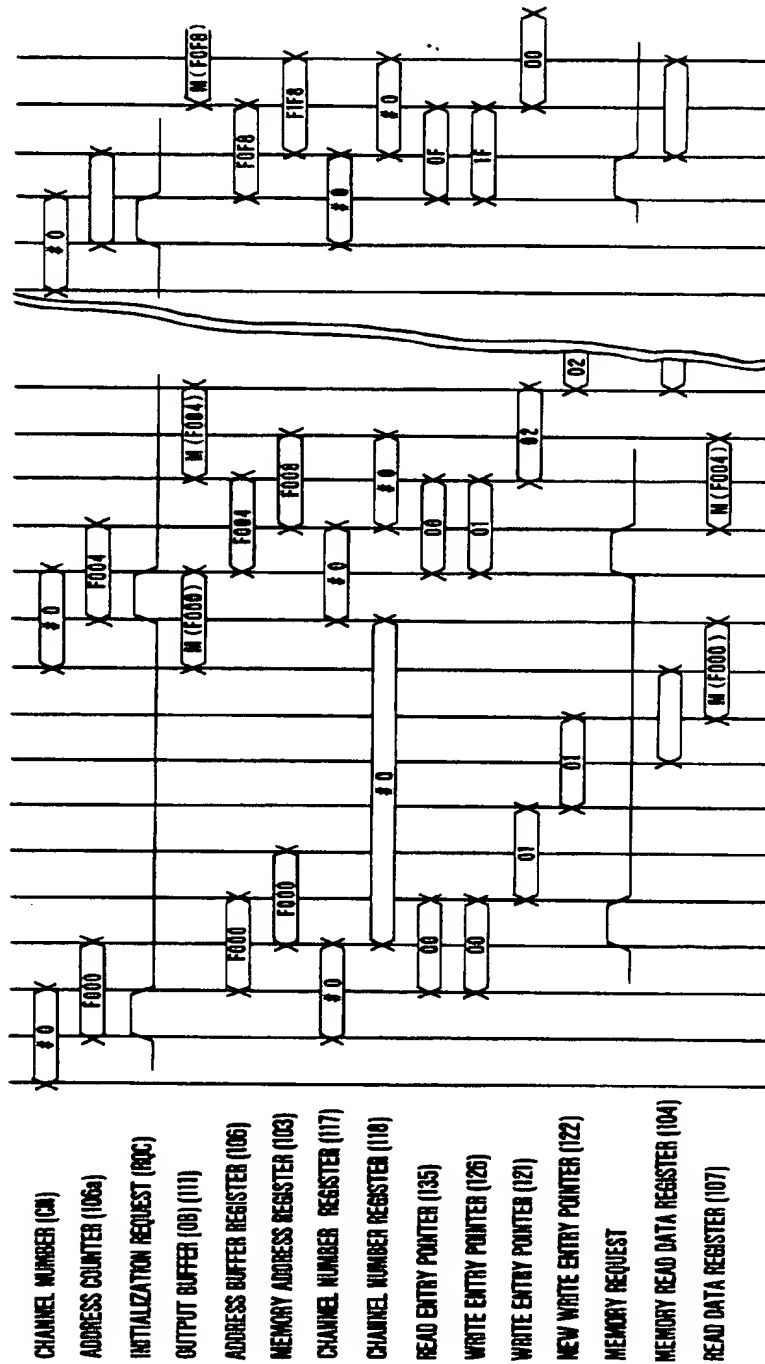 CHANNEL NUMBER (CN) #0 #0 #0
ADDRESS COUNTER (106a) F000 F004
INITIALIZATION REQUEST (RQC)
OUTPUT BUFFER (OB) (111) M(F000) M(F004) M(F0F8)
ADDRESS BUFFER REGISTER (106) F000 F004 F0F8
MEMORY ADDRESS REGISTER (103) F000 F008 F1F8
CHANNEL NUMBER REGISTER (117) #0 #0 #0
CHANNEL NUMBER REGISTER (118) #0 #0 #0
READ ENTRY POINTER (135) 00 00 0F
WRITE ENTRY POINTER (126) 00 01 1F
WRITE ENTRY POINTER (121) 01 02 00
NEW WRITE ENTRY POINTER (122) 01 02
MEMORY REQUEST
MEMORY READ DATA REGISTER (104)
READ DATA REGISTER (107) M(F000) M(F004)